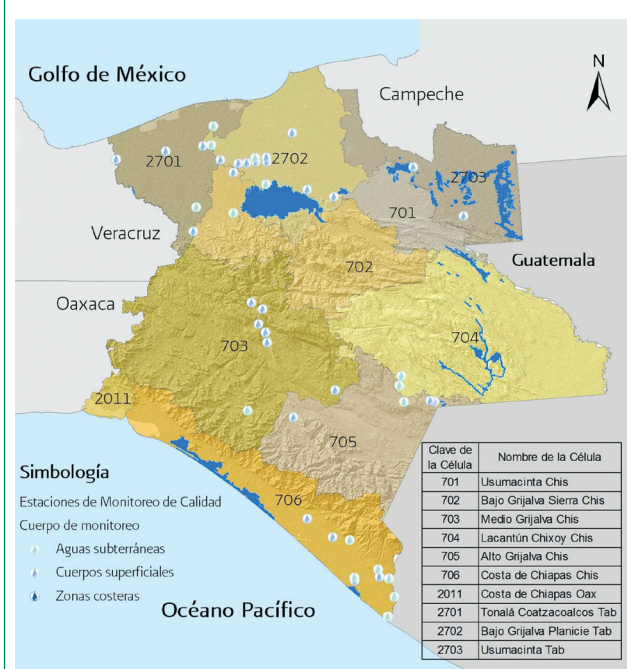 Golfo de México
N
Campeche
2701
2702
2703
701
Veracruz
Guatemala
702
Oaxaca
703
704
2011
705
706
Simbología
Estaciones de Monitoreo de Calidad
Cuerpo de monitoreo
Aguas subterráneas
Cuerpos superficiales
Zonas costeras
Océano Pacífico
Clave de la Célula Nombre de la Célula
701 Usumacinta Chis
702 Bajo Grijalva Sierra Chis
703 Medio Grijalva Chis
704 Lacantún Chixoy Chis
705 Alto Grijalva Chis
706 Costa de Chiapas Chis
2011 Costa de Chiapas Oax
2701 Tonalá Coatzacoalcos Tab
2702 Bajo Grijalva Planicie Tab
2703 Usumacinta Tab